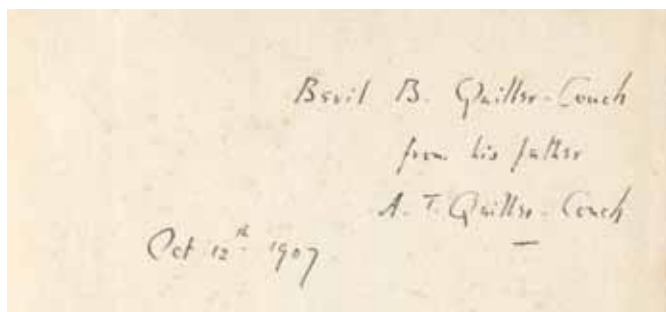 Bevil B. Quiller-Couch
from his father
A. T. Quiller-Couch
Oct 12th 1907